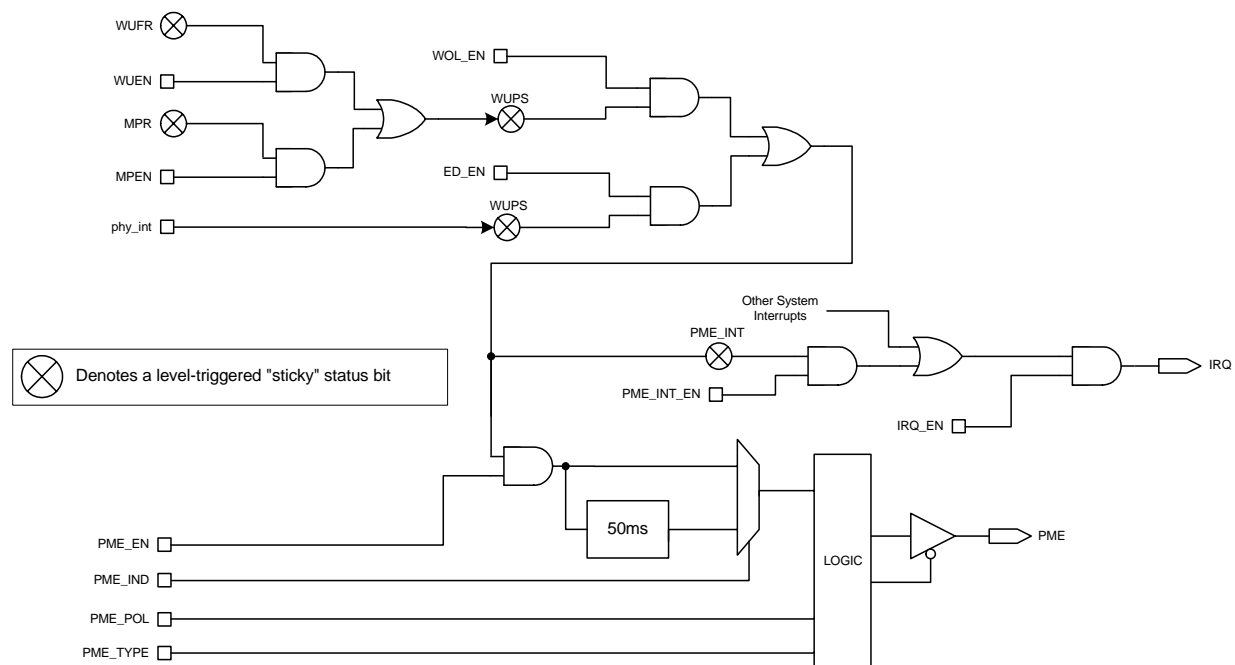 WUFR
WUEN
MPR
MPEN
phy_int
WOL_EN
WUPS
ED_EN
WUPS
Other System
Interrupts
PME_INT
PME_INT_EN
IRQ
IRQ_EN
Denotes a level-triggered "sticky" status bit
50ms
LOGIC
PME
PME_EN
PME_IND
PME_POL
PME_TYPE